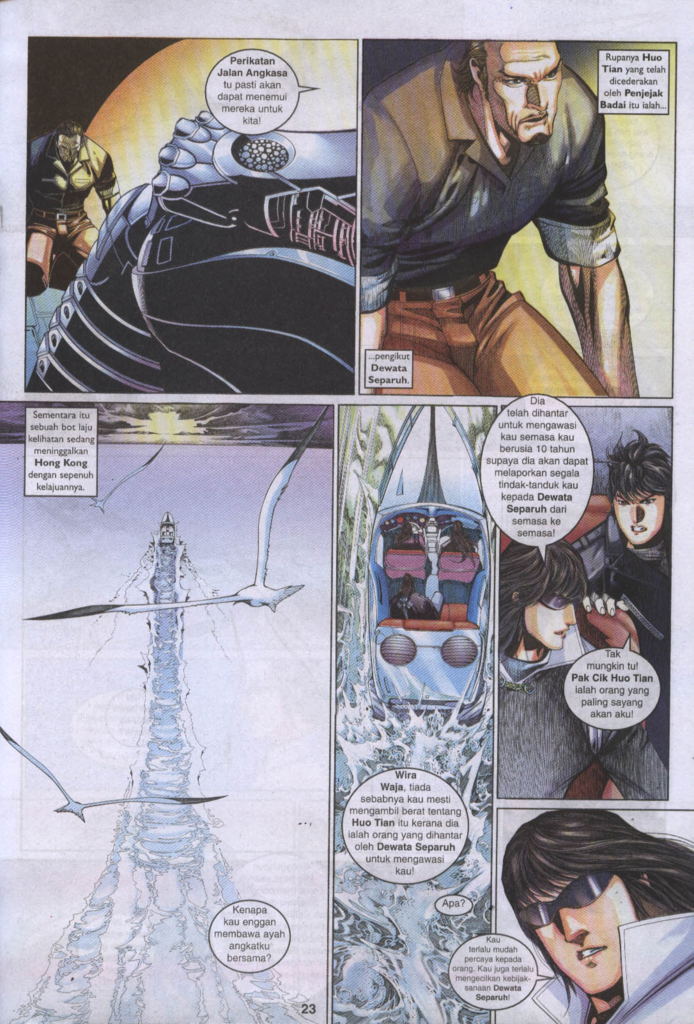 Perikatan
Jalan Angkasa
tu pasti akan
dapat menemui
mereka untuk
kita!
Rupanya Huo
Tian yang telah
dicederakan
oleh Penjejak
Badai itu ialah...
...pengikut
Dewata
Separuh.
Sementara itu
sebuah bot laju
kelihatan sedang
meninggalkan
Hong Kong
dengan sepenuh
kelajuannya.
Kenapa
kau enggan
membawa ayah
angkatku
bersama?
Wira
Waja, tiada
sebabnya kau mesti
mengambil berat tentang
Huo Tian itu kerana dia
ialah orang yang dihantar
oleh Dewata Separuh
untuk mengawasi
kau!
Apa?
Dia
telah dihantar
untuk mengawasi
kau semasa kau
berusia 10 tahun
supaya dia akan dapat
melaporkan segala
tindak-tanduk kau
kepada Dewata
Separuh dari
semasa ke
semasa!
Tak
mungkin tu!
Pak Cik Huo Tian
ialah orang yang
paling sayang
akan aku!
Kau
terlalu mudah
percaya kepada
orang. Kau juga terlalu
mengecilkan kebijak-
sanaan Dewata
Separuh!
23